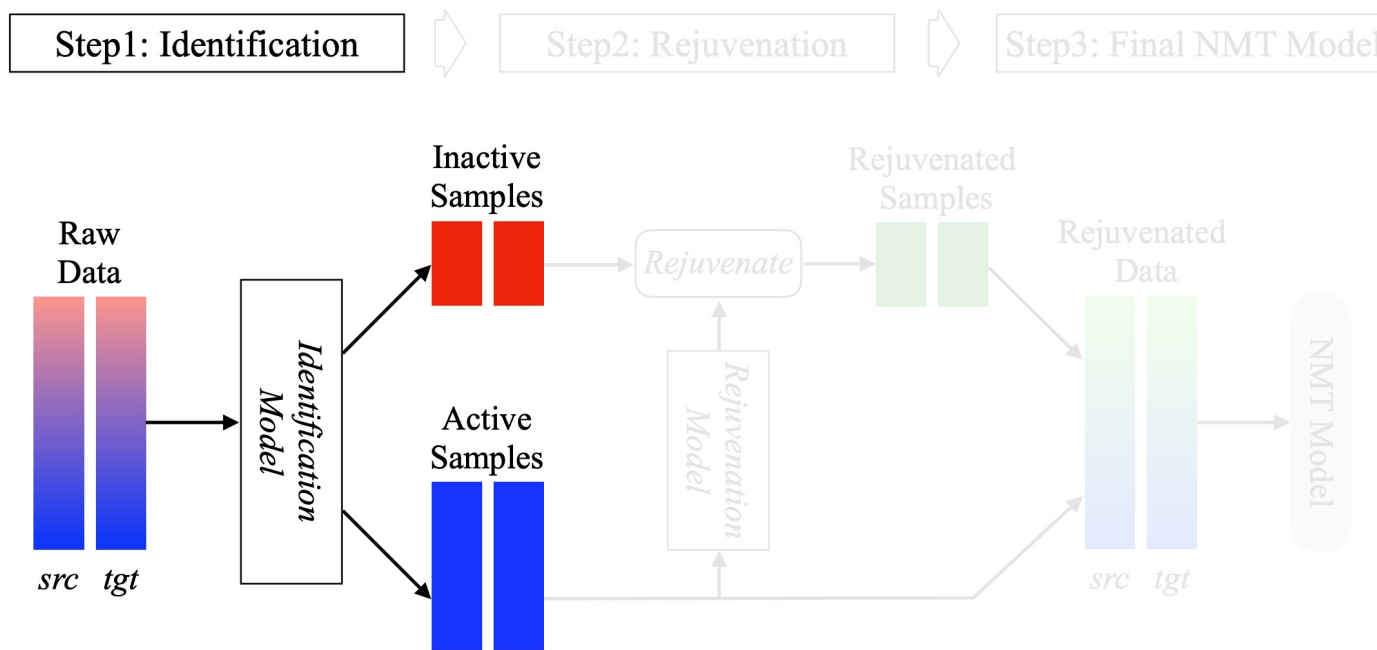 Step1: Identification
Step2: Rejuvenation
Step3: Final NMT Model
Inactive
Samples
Rejuvenated
Samples
Raw
Data
Rejuvenate
Rejuvenated
Data
Identification
Model
Rejuvenation
Model
NMT Model
Active
Samples
src tgt
src tgt